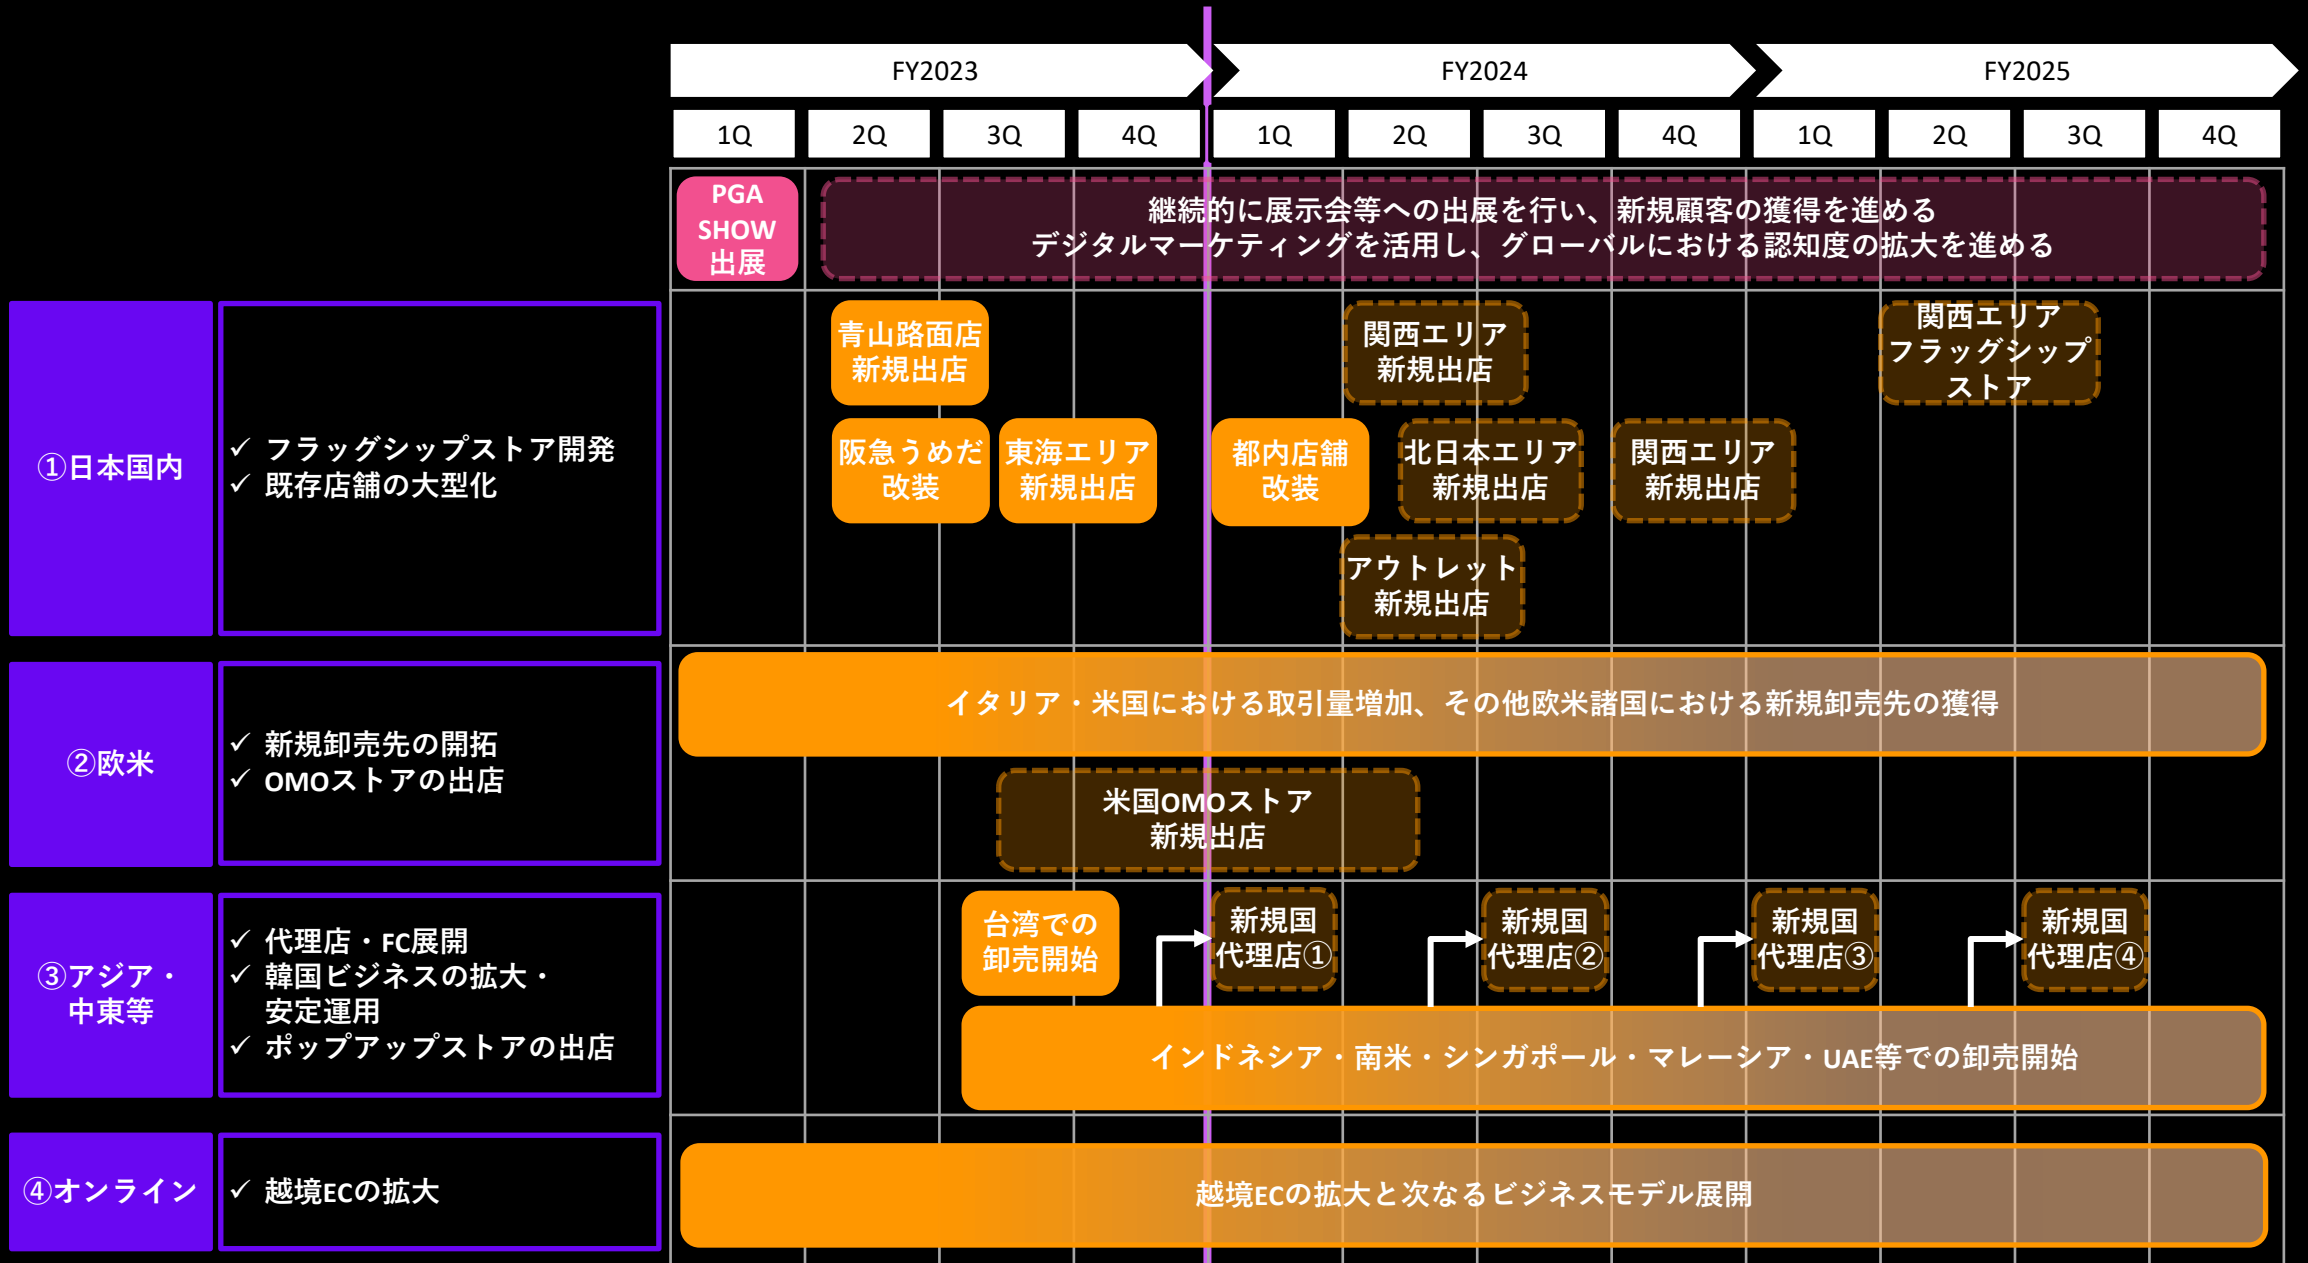 FY2023
FY2024
FY2025
1Q
2Q
3Q
4Q
1Q
2Q
3Q
4Q
1Q
2Q
3Q
4Q
PGA
SHOW
出展
継続的に展示会等への出展を行い、新規顧客の獲得を進める
デジタルマーケティングを活用し、グローバルにおける認知度の拡大を進める
①日本国内
✓ フラッグシップストア開発
✓ 既存店舗の大型化
青山路面店
新規出店
関西エリア
新規出店
関西エリア
フラッグシップ
ストア
阪急うめだ
改装
東海エリア
新規出店
都内店舗
改装
北日本エリア
新規出店
関西エリア
新規出店
アウトレット
新規出店
②欧米
✓ 新規卸売先の開拓
✓ OMOストアの出店
イタリア・米国における取引量増加、その他欧米諸国における新規卸売先の獲得
米国OMOストア
新規出店
③アジア・
中東等
✓ 代理店・FC展開
✓ 韓国ビジネスの拡大・
安定運用
✓ ポップアップストアの出店
台湾での
卸売開始
新規国
代理店①
新規国
代理店②
新規国
代理店③
新規国
代理店④
インドネシア・南米・シンガポール・マレーシア・UAE等での卸売開始
④オンライン
✓ 越境ECの拡大
越境ECの拡大と次なるビジネスモデル展開